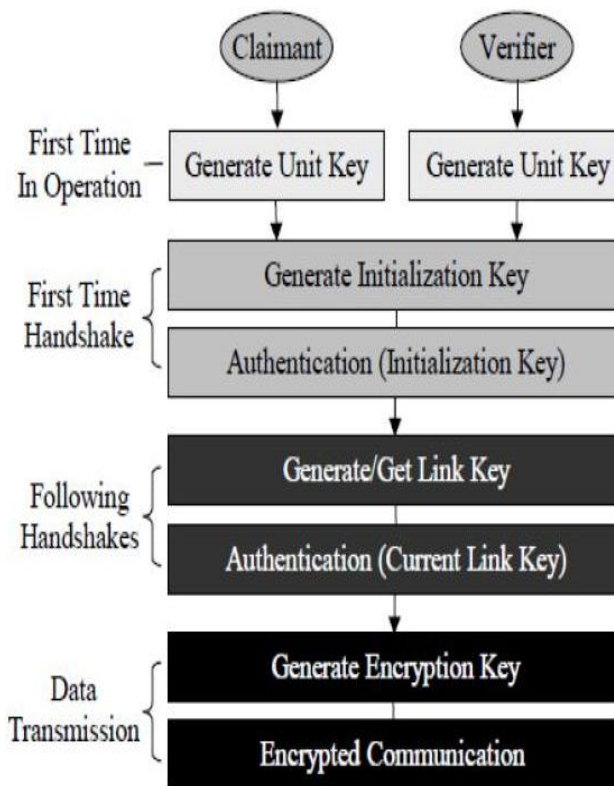 Claimant
Verifier
First Time
In Operation
Generate Unit Key
Generate Unit Key
First Time
Handshake
Generate Initialization Key
Authentication (Initialization Key)
Following
Handshakes
Generate/Get Link Key
Authentication (Current Link Key)
Data
Transmission
Generate Encryption Key
Encrypted Communication